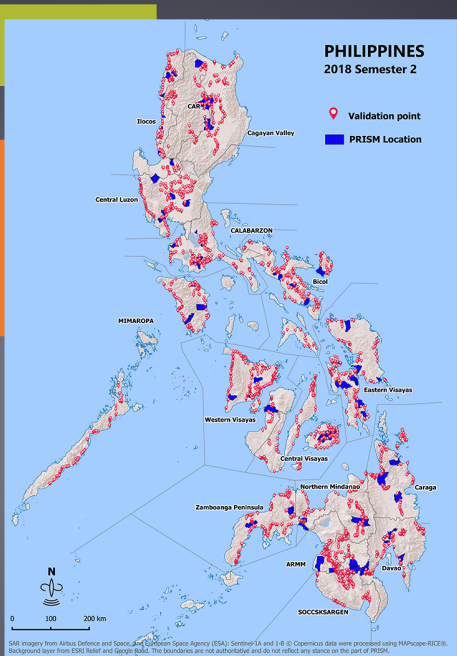 PHILIPPINES
2018 Semester 2
Validation point
PRISM Location
CAR
Ilocos
Cagayan Valley
Central Luzon
CALABARZON
Bicol
MIMAROPA
Eastern Visayas
Western Visayas
Central Visayas
Northern Mindanao
Caraga
Zamboanga Peninsula
ARMM
Davao
SOCCSKSARGEN
N
0 100 200 km
SAR imagery from Airbus Defence and Space, and European Space Agency (ESA): Sentinel-1A and 1-B © Copernicus data were processed using MAPscape-RICE®.
Background layer from ESRI Relief and Google Road. The boundaries are not authoritative and do not reflect any stance on the part of PRISM.